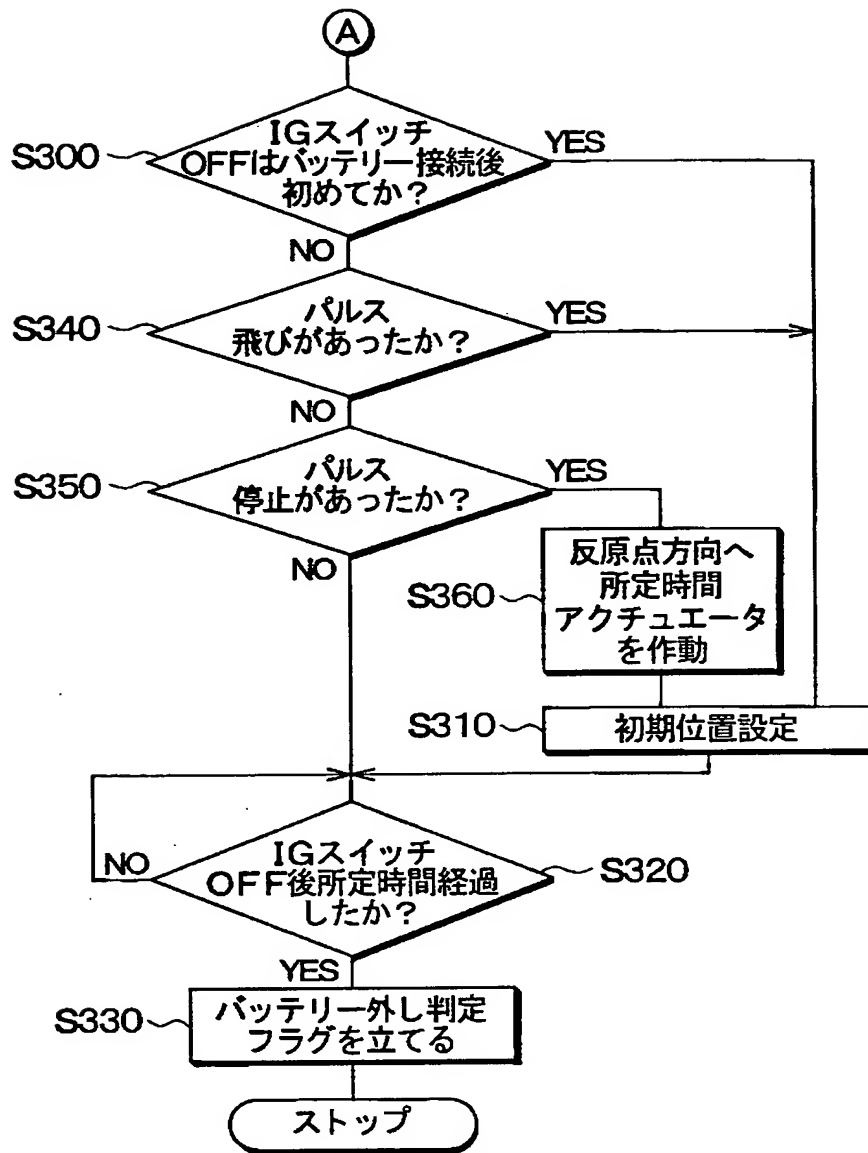 A
S300
IGスイッチ
OFFはバッテリー接続後
初めてか？
YES
NO
S340
パルス
飛びがあったか？
YES
NO
S350
パルス
停止があったか？
YES
NO
S360
反原点方向へ
所定時間
アクチュエータ
を作動
S310
初期位置設定
NO
IGスイッチ
OFF後所定時間経過
したか？
S320
YES
S330
バッテリー外し判定
フラグを立てる
ストップ